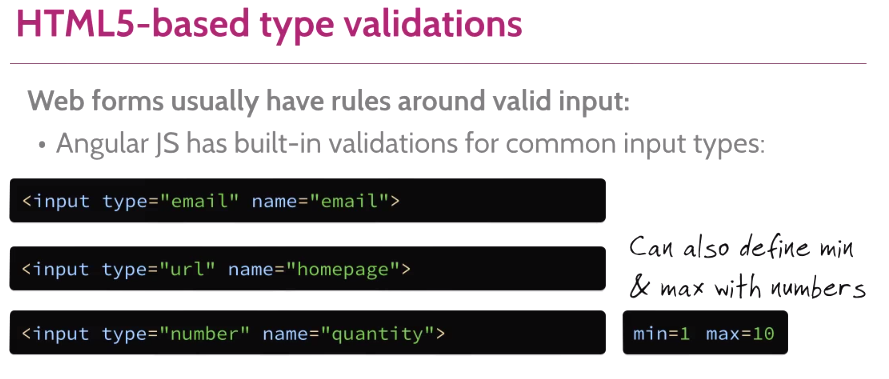 HTML5-based type validations
Web forms usually have rules around valid input:
• Angular JS has built-in validations for common input types:
<input type="email" name="email">
<input type="url" name="homepage">
Can also define min
& max with numbers
<input type="number" name="quantity">
min=1 max=10